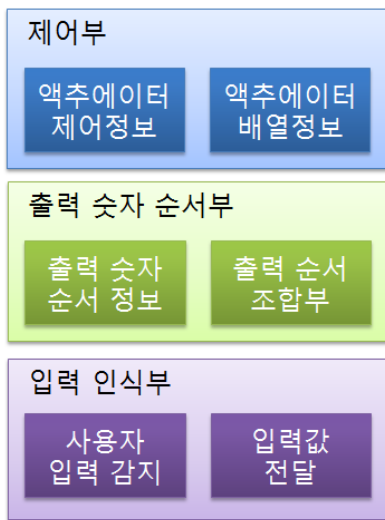 제어부
액추에이터
제어정보
액추에이터
배열정보
출력 숫자 순서부
출력 숫자
순서 정보
출력 순서
조합부
입력 인식부
사용자
입력 감지
입력값
전달